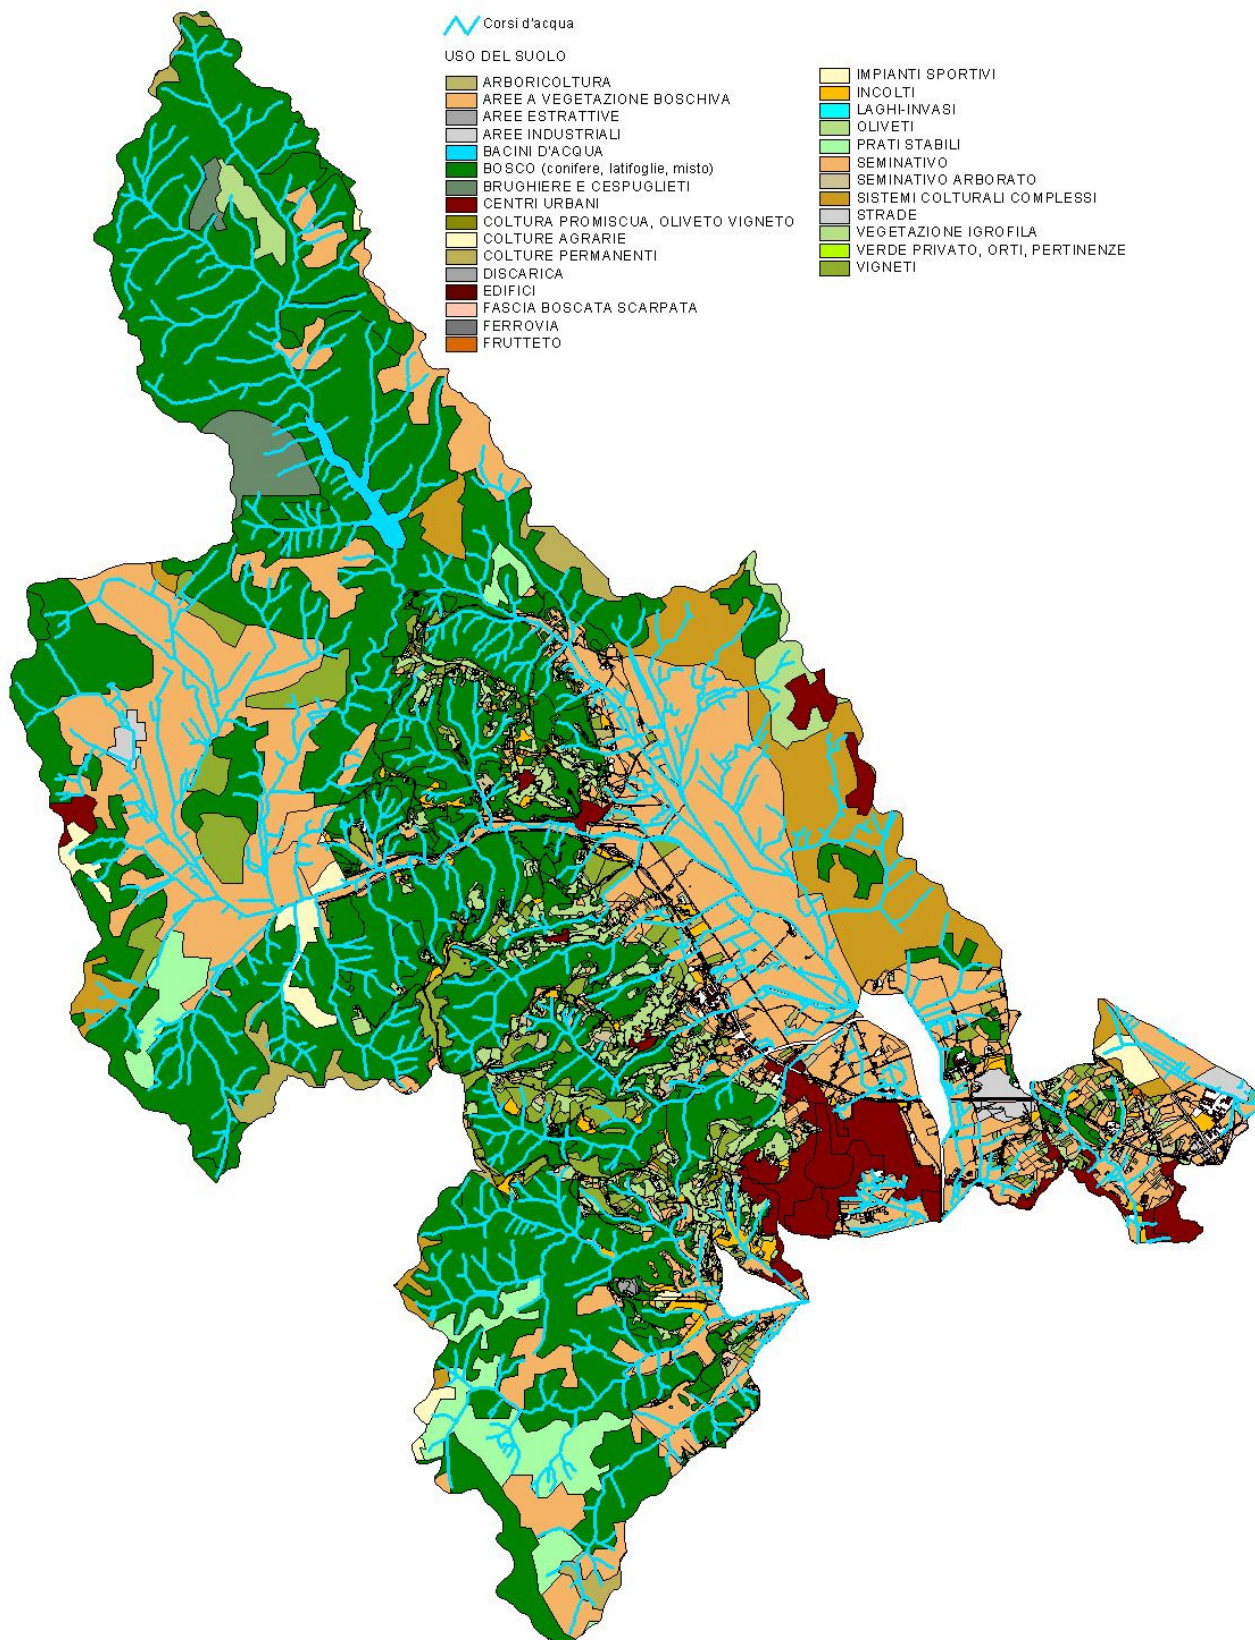 Corsi d'acqua
USO DEL SUOLO
ARBORICOLTURA
AREE A VEGETAZIONE BOSCHIVA
AREE ESTRATTIVE
AREE INDUSTRIALI
BACINI D'ACQUA
BOSCO (conifere, latifoglie, misto)
BRUGHIERE E CESPUGLIETI
CENTRI URBANI
COLTURA PROMISCUA, OLIVETO VIGNETO
COLTURE AGRARIE
COLTURE PERMANENTI
DISCARICA
EDIFICI
FASCIA BOSCATA SCARPATA
FERROVIA
FRUTTETO
IMPIANTI SPORTIVI
INCOLTI
LAGHI-INVASI
OLIVETI
PRATI STABILI
SEMINATIVO
SEMINATIVO ARBORATO
SISTEMI COLTURALI COMPLESSI
STRADE
VEGETAZIONE IGROFILA
VERDE PRIVATO, ORTI, PERTINENZE
VIGNETI